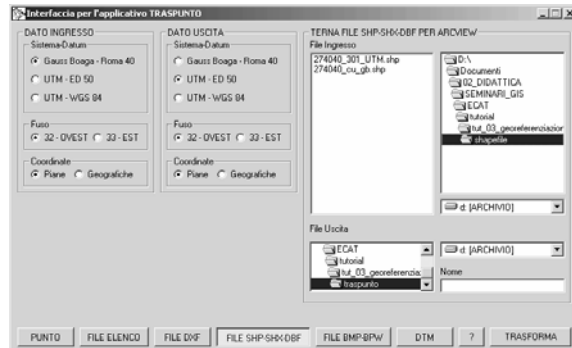 Interfaccia per l'applicativo TRASPUNTO
DATO INGRESSO
Sistema-Datum
Gauss Boaga - Roma 40
UTM - ED 50
UTM - WGS 84
Fuso
32 - OVEST
33 - EST
Coordinate
Piane
Geografiche
DATO USCITA
Sistema-Datum
Gauss Boaga - Roma 40
UTM - ED 50
UTM - WGS 84
Fuso
32 - OVEST
33 - EST
Coordinate
Piane
Geografiche
TERNA FILE SHP-SHX-DBF PER ARCVIEW
File Ingresso
274040_301_UTM.shp
274040_cu_gb.shp
D:\
Documenti
02_DIDATTICA
SEMINARI_GIS
ECAT
tutorial
tut_03_georeferenziazion
shapefile
d: [ARCHIVIO]
File Uscita
ECAT
tutorial
tut_03_georeferenzia
traspunto
d: [ARCHIVIO]
Nome
PUNTO
FILE ELENCO
FILE DXF
FILE SHP-SHX-DBF
FILE BMP-BPW
DTM
?
TRASFORMA